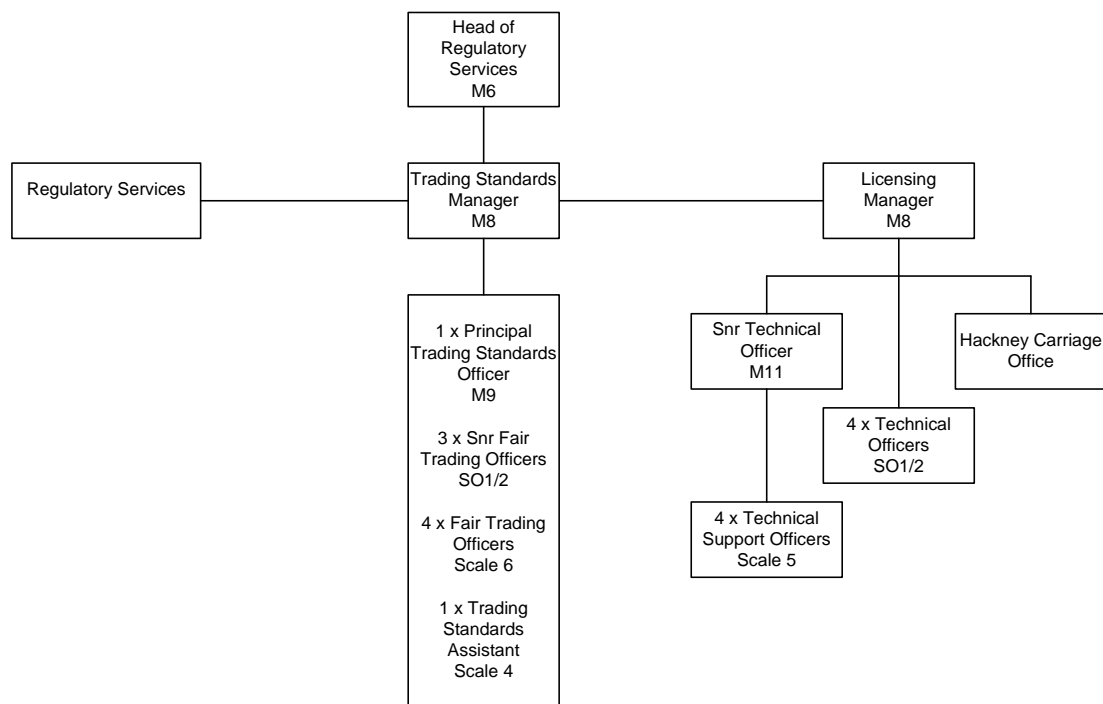 Head of
Regulatory
Services
M6
Regulatory Services
Trading Standards
Manager
M8
Licensing
Manager
M8
1 x Principal
Trading Standards
Officer
M9
3 x Snr Fair
Trading Officers
SO1/2
4 x Fair Trading
Officers
Scale 6
1 x Trading
Standards
Assistant
Scale 4
Snr Technical
Officer
M11
Hackney Carriage
Office
4 x Technical
Officers
SO1/2
4 x Technical
Support Officers
Scale 5